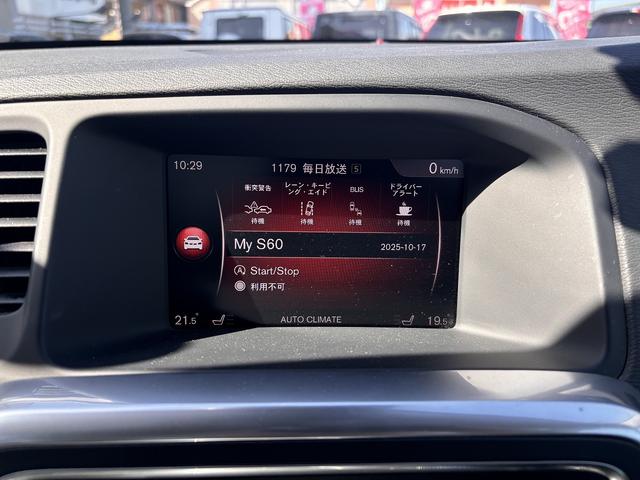 10:29
1179 毎日放送 S
0 km/h
衝突警告
レーン・キーピ
ング・エイド
BLIS
ドライバー
アラート
待機
待機
待機
待機
My S60
2025-10-17
Start/Stop
利用不可
21.5°
AUTO CLIMATE
19.5°